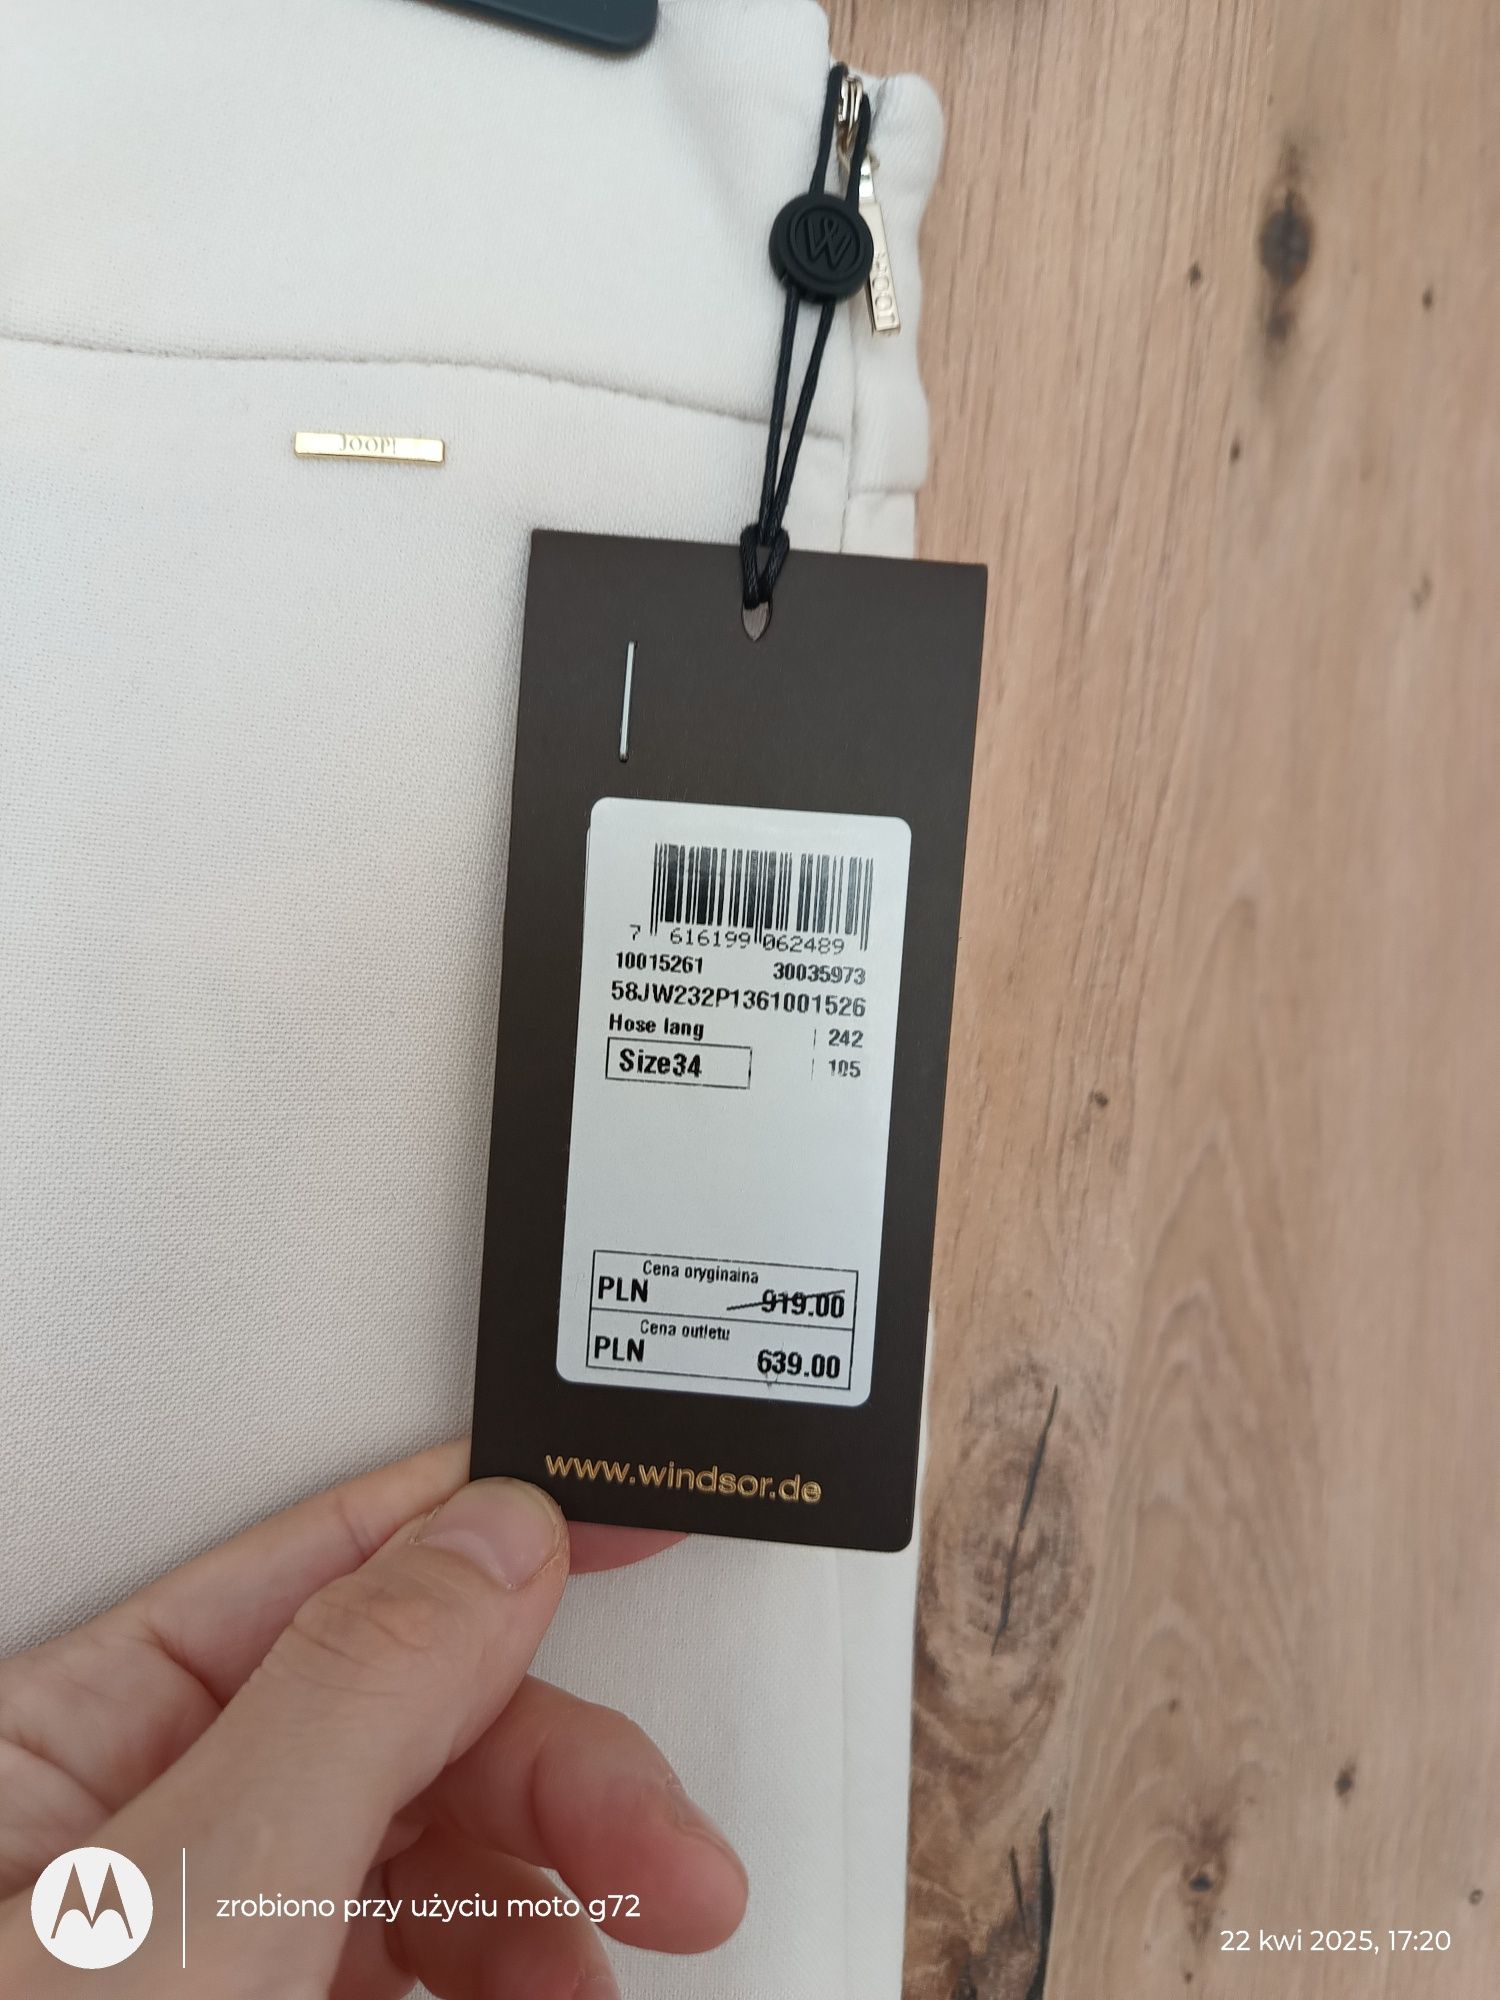 W
JOOP!
JOOP!
7 616199 062489
10015261 30035973
58JW232P1361001526
Hose lang 242
Size34 105
Cena oryginalna
PLN 919.00
Cena outletu
PLN 639.00
www.windsor.de
zrobiono przy użyciu moto g72
22 kwi 2025, 17:20